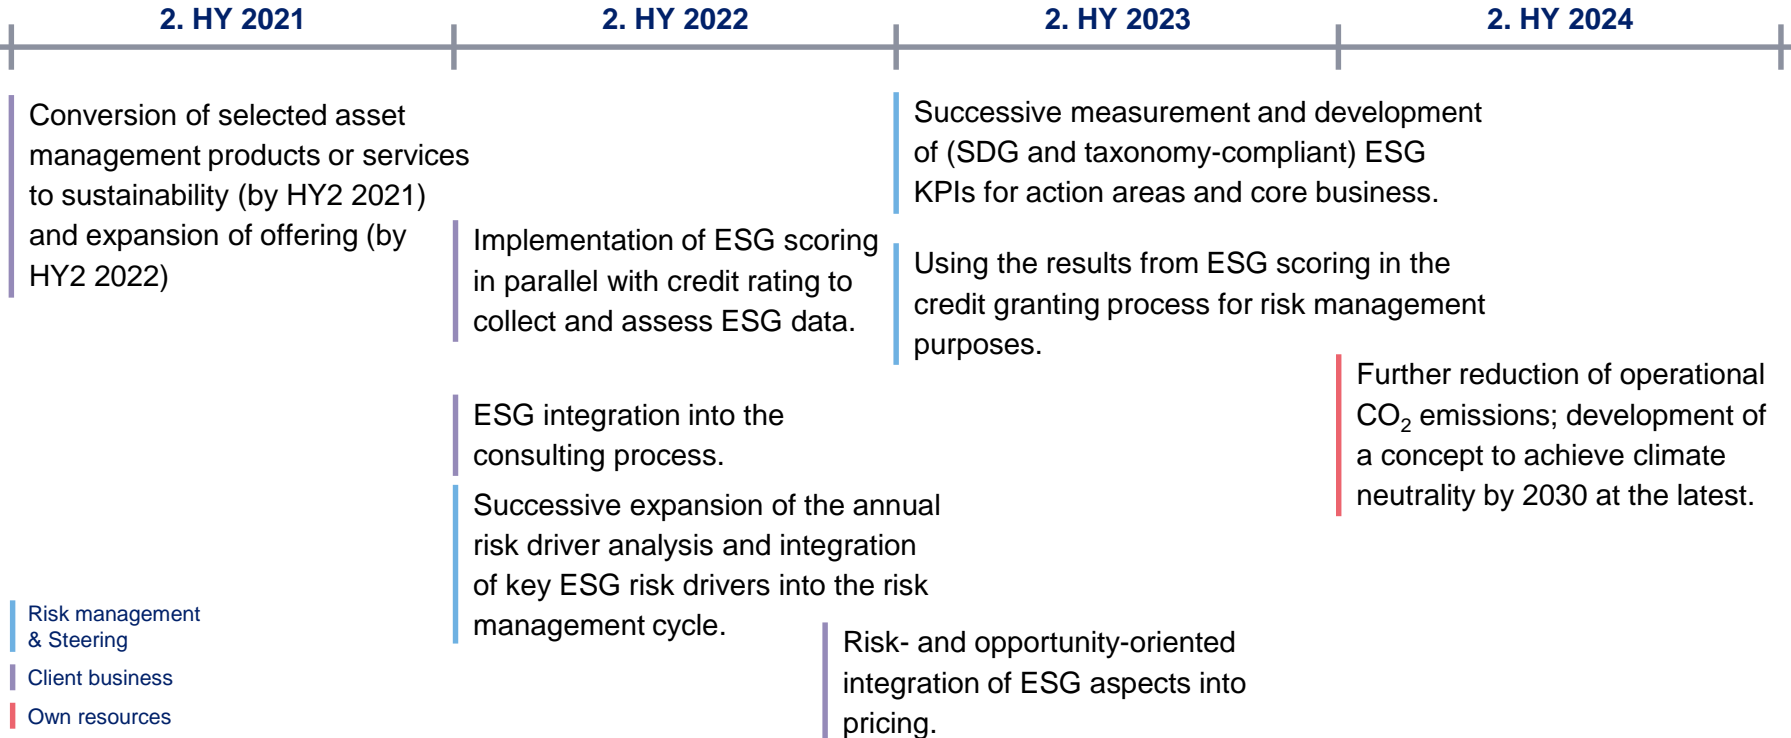 2. HY 2021
2. HY 2022
2. HY 2023
2. HY 2024
Conversion of selected asset
management products or services
to sustainability (by HY2 2021)
and expansion of offering (by
HY2 2022)
Implementation of ESG scoring
in parallel with credit rating to
collect and assess ESG data.
ESG integration into the
consulting process.
Successive expansion of the annual
risk driver analysis and integration
of key ESG risk drivers into the risk
management cycle.
Risk- and opportunity-oriented
integration of ESG aspects into
pricing.
Successive measurement and development
of (SDG and taxonomy-compliant) ESG
KPIs for action areas and core business.
Using the results from ESG scoring in the
credit granting process for risk management
purposes.
Further reduction of operational
CO₂ emissions; development of
a concept to achieve climate
neutrality by 2030 at the latest.
Risk management
& Steering
Client business
Own resources